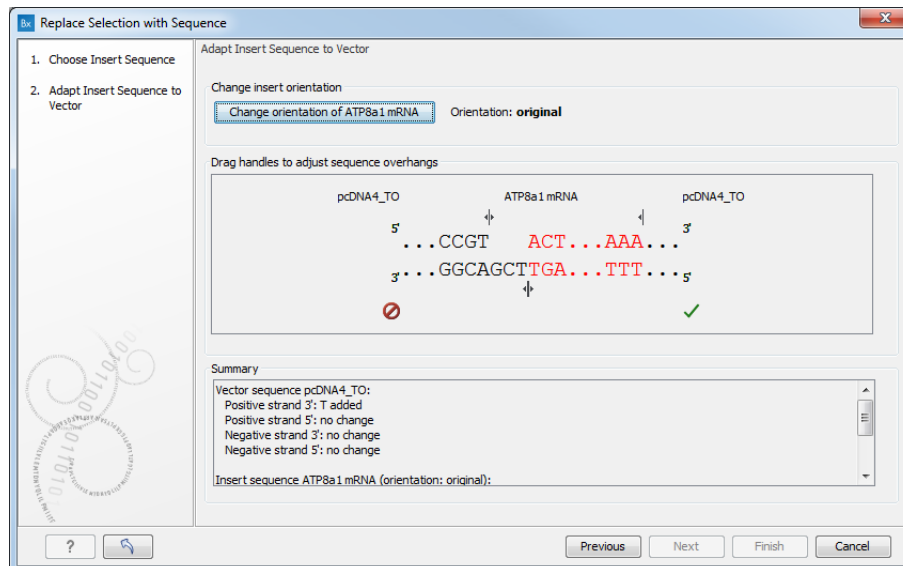 Bx Replace Selection with Sequence
1. Choose Insert Sequence
2. Adapt Insert Sequence to
Vector
Adapt Insert Sequence to Vector
Change insert orientation
Change orientation of ATP8a1 mRNA Orientation: original
Drag handles to adjust sequence overhangs
pcDNA4_TO ATP8a1 mRNA pcDNA4_TO
5' ...CCGT ACT...AAA... 3'
3' ...GGCAGCTTGA...TTT... 5'
Summary
Vector sequence pcDNA4_TO:
Positive strand 3': T added
Positive strand 5': no change
Negative strand 3': no change
Negative strand 5': no change
Insert sequence ATP8a1 mRNA (orientation: original):
? Previous Next Finish Cancel